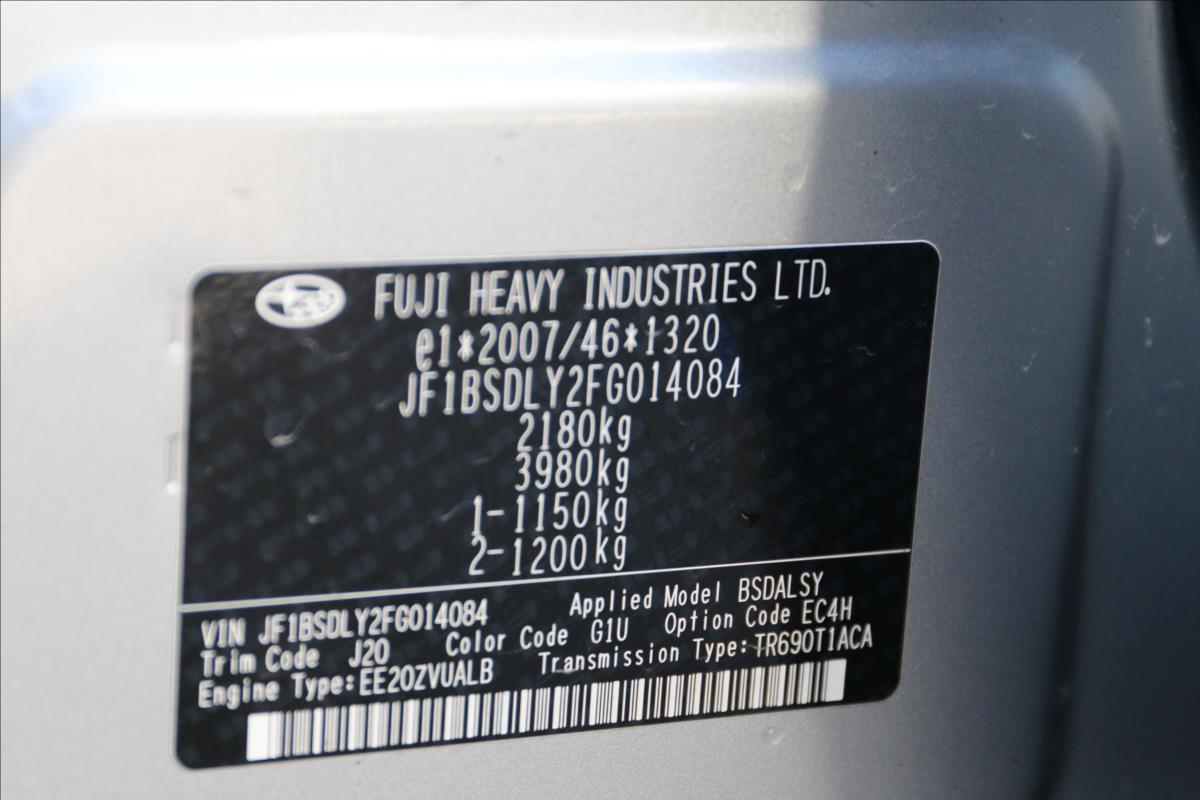 FUJI HEAVY INDUSTRIES LTD.
e1*2007/46*1320
JF1BSDLY2FG014084
2180kg
3980kg
1-1150kg
2-1200kg
VIN JF1BSDLY2FG014084 Applied Model BSDALSY
Trim Code J20 Color Code G1U Option Code EC4H
Engine Type:EE20ZVUALB Transmission Type:TR690T1ACA